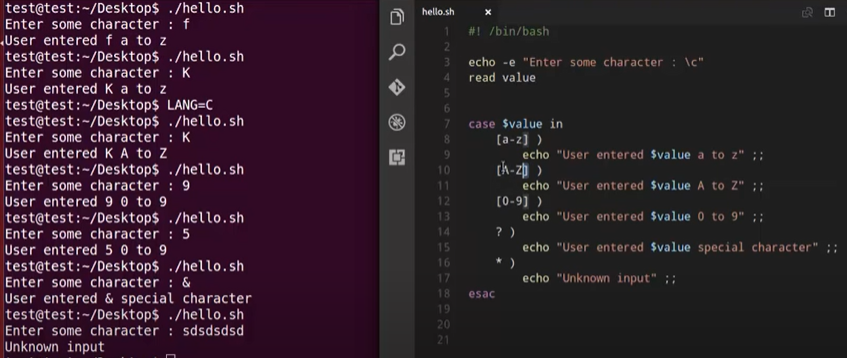 test@test:~/Desktop$ ./hello.sh
Enter some character : f
User entered f a to z
test@test:~/Desktop$ ./hello.sh
Enter some character : K
User entered K a to z
test@test:~/Desktop$ LANG=C
test@test:~/Desktop$ ./hello.sh
Enter some character : K
User entered K A to Z
test@test:~/Desktop$ ./hello.sh
Enter some character : 9
User entered 9 0 to 9
test@test:~/Desktop$ ./hello.sh
Enter some character : 5
User entered 5 0 to 9
test@test:~/Desktop$ ./hello.sh
Enter some character : &
User entered & special character
test@test:~/Desktop$ ./hello.sh
Enter some character : sdsdsdsd
Unknown input
hello.sh
1 #! /bin/bash
2
3 echo -e "Enter some character : \c"
4 read value
5
6
7 case $value in
8 [a-z] )
9 echo "User entered $value a to z" ;;
10 [A-Z] )
11 echo "User entered $value A to Z" ;;
12 [0-9] )
13 echo "User entered $value 0 to 9" ;;
14 ? )
15 echo "User entered $value special character" ;;
16 * )
17 echo "Unknown input" ;;
18 esac
19
20
21